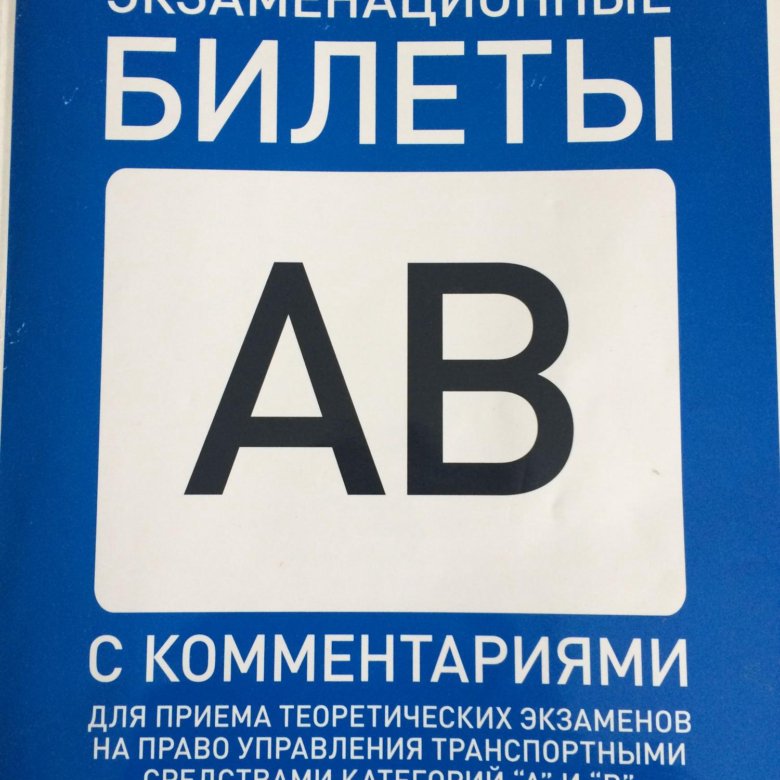 ЭКЗАМЕНАЦИОННЫЕ
БИЛЕТЫ
АВ
С КОММЕНТАРИЯМИ
ДЛЯ ПРИЕМА ТЕОРЕТИЧЕСКИХ ЭКЗАМЕНОВ
НА ПРАВО УПРАВЛЕНИЯ ТРАНСПОРТНЫМИ
СРЕДСТВАМИ КАТЕГОРИЙ “А” И “В”